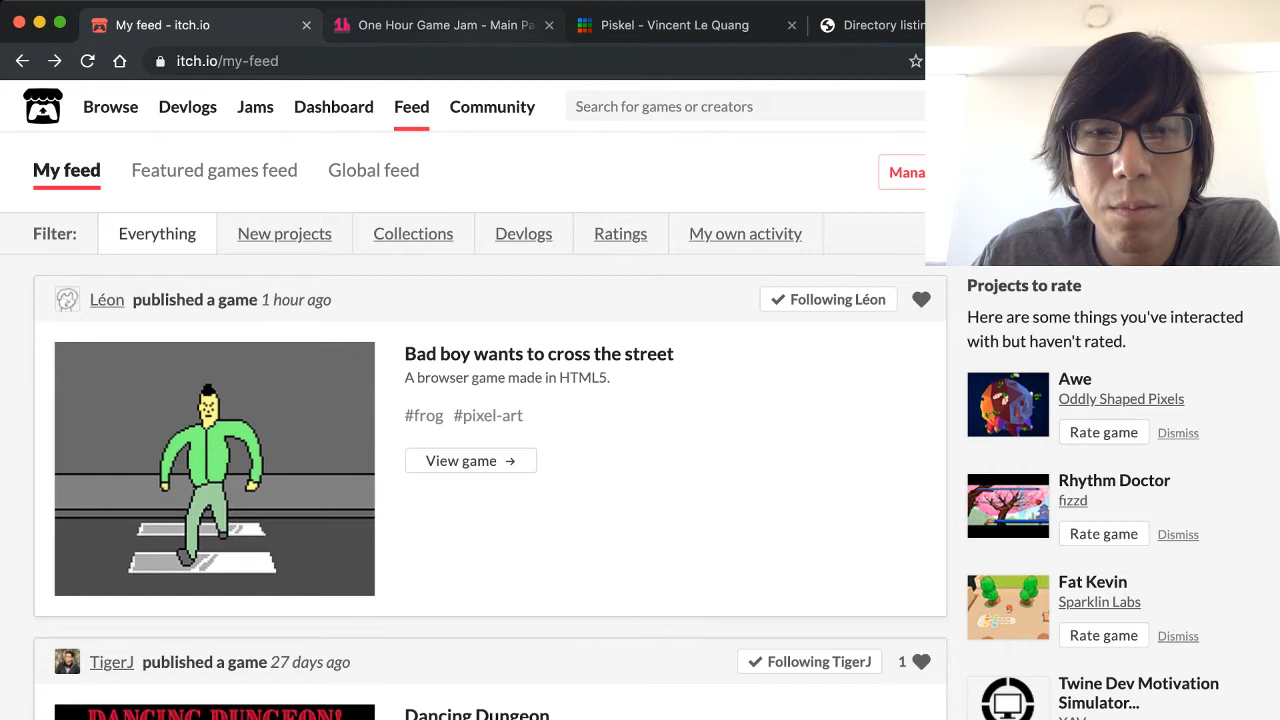 My feed - itch.io
One Hour Game Jam - Main Pa
Piskel - Vincent Le Quang
Directory listin
itch.io/my-feed
Browse Devlogs Jams Dashboard Feed Community Search for games or creators
My feed Featured games feed Global feed Mana
Filter: Everything New projects Collections Devlogs Ratings My own activity
Léon published a game 1 hour ago Following Léon
Bad boy wants to cross the street
A browser game made in HTML5.
#frog #pixel-art
View game →
TigerJ published a game 27 days ago Following TigerJ 1
DANCING DUNGEON!
Dancing Dungeon
Projects to rate
Here are some things you've interacted
with but haven't rated.
Awe
Oddly Shaped Pixels
Rate game Dismiss
Rhythm Doctor
fizzd
Rate game Dismiss
Fat Kevin
Sparklin Labs
Rate game Dismiss
Twine Dev Motivation
Simulator...